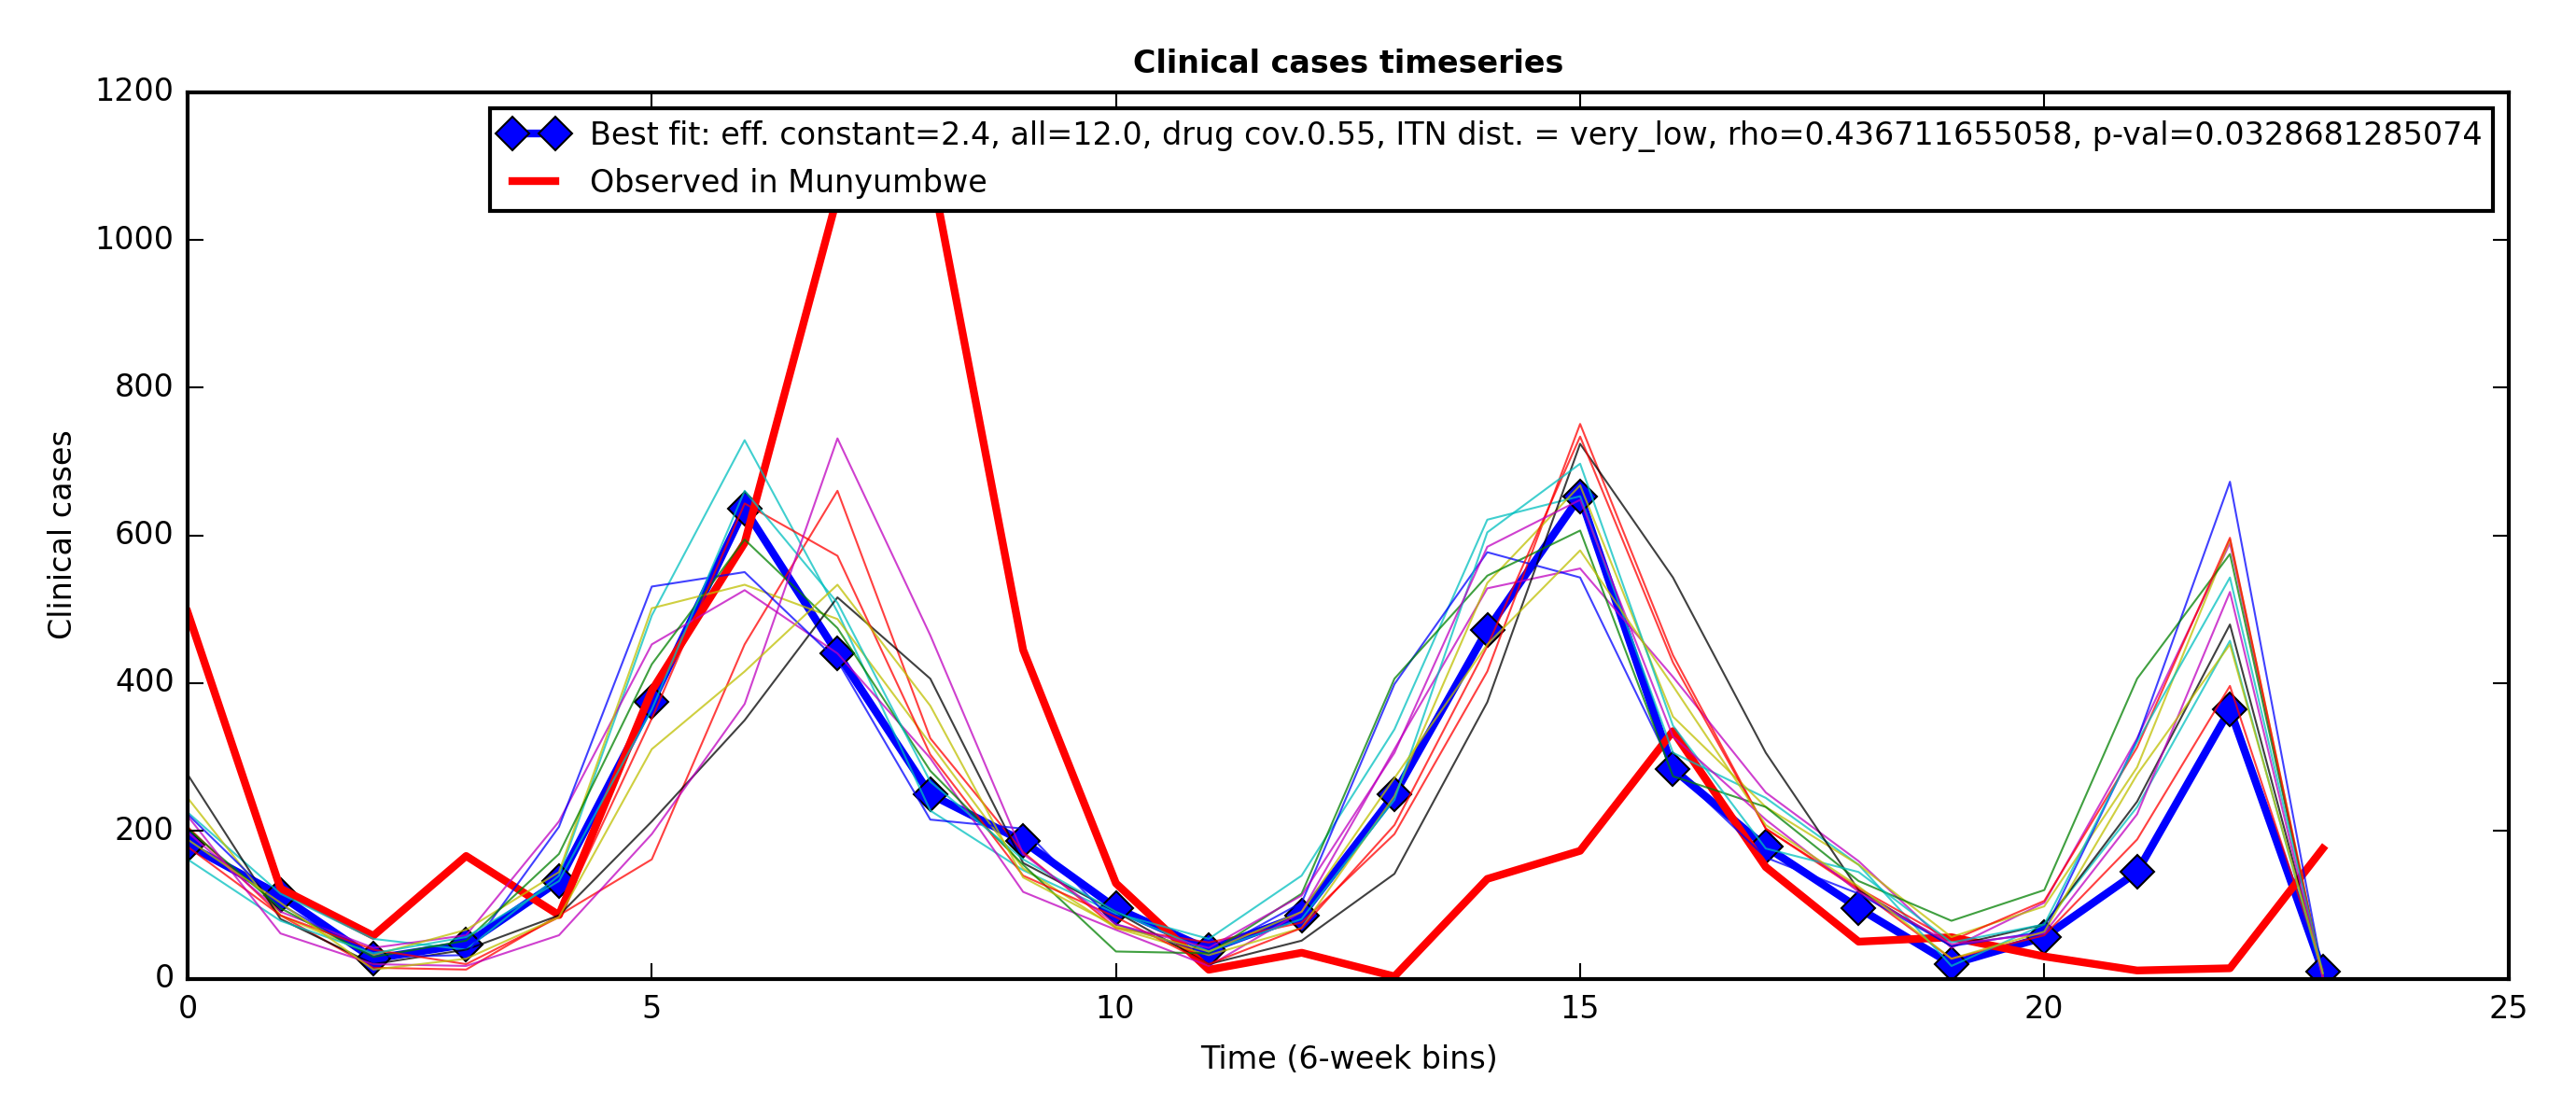 Clinical cases timeseries
1200
1000
800
600
400
200
0
Clinical cases
Best fit: eff. constant=2.4, all=12.0, drug cov.0.55, ITN dist. = very_low, rho=0.436711655058, p-val=0.0328681285074
Observed in Munyumbwe
0 5 10 15 20 25
Time (6-week bins)